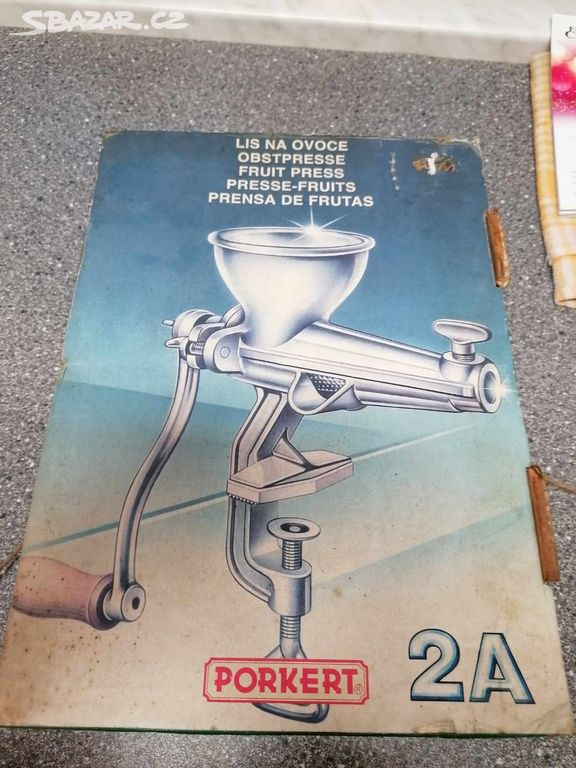 SBAZAR.CZ
LIS NA OVOCE
OBSTPRESSE
FRUIT PRESS
PRESSE-FRUITS
PRENSA DE FRUTAS
PORKERT®
2A